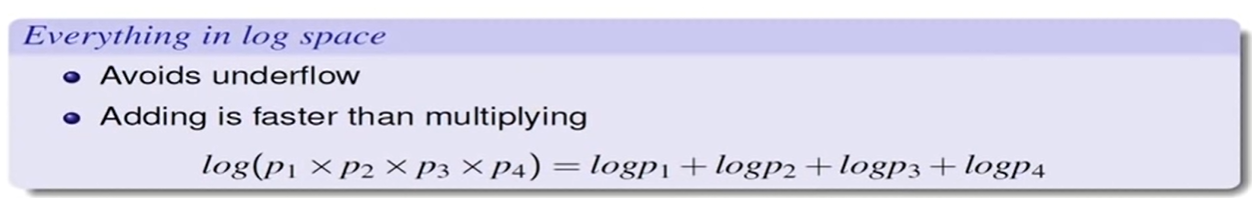 Everything in log space
Avoids underflow
Adding is faster than multiplying
log(p₁ × p₂ × p₃ × p₄) = logp₁ + logp₂ + logp₃ + logp₄